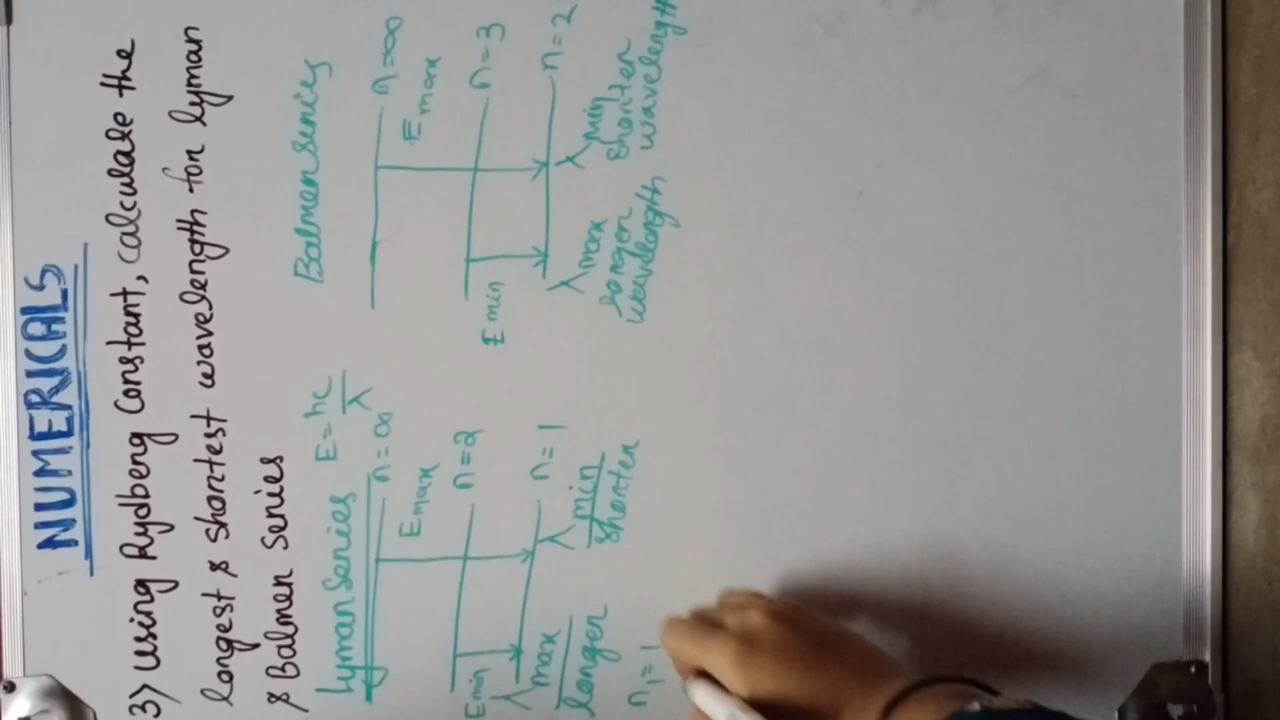 NUMERICALS
3) Using Rydberg Constant, calculate the
longest & shortest wavelength for Lyman
& Balmer Series
Lyman Series E = hc
λ
n = ∞
Emax
n = 2
Emin
n = 1
λmax
longer
λmin
shorter
n₁ = 1
Balmer series
n = ∞
Emax
n = 3
Emin
n = 2
λmax
longer
wavelength
λmin
shorter
wavelength